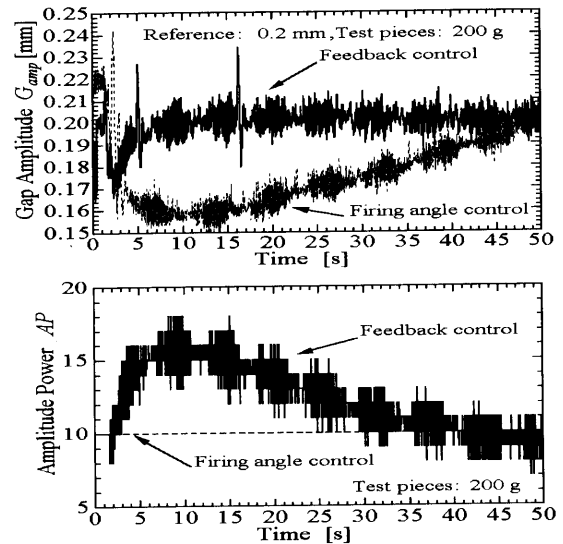 Gap Amplitude G_amp [mm]
0.25
0.24
0.23
0.22
0.21
0.20
0.19
0.18
0.17
0.16
0.15
Reference: 0.2 mm, Test pieces: 200 g
Feedback control
Firing angle control
0 5 10 15 20 25 30 35 40 45 50
Time [s]
Amplitude Power AP
20
15
10
5
Feedback control
Firing angle control
Test pieces: 200 g
0 5 10 15 20 25 30 35 40 45 50
Time [s]